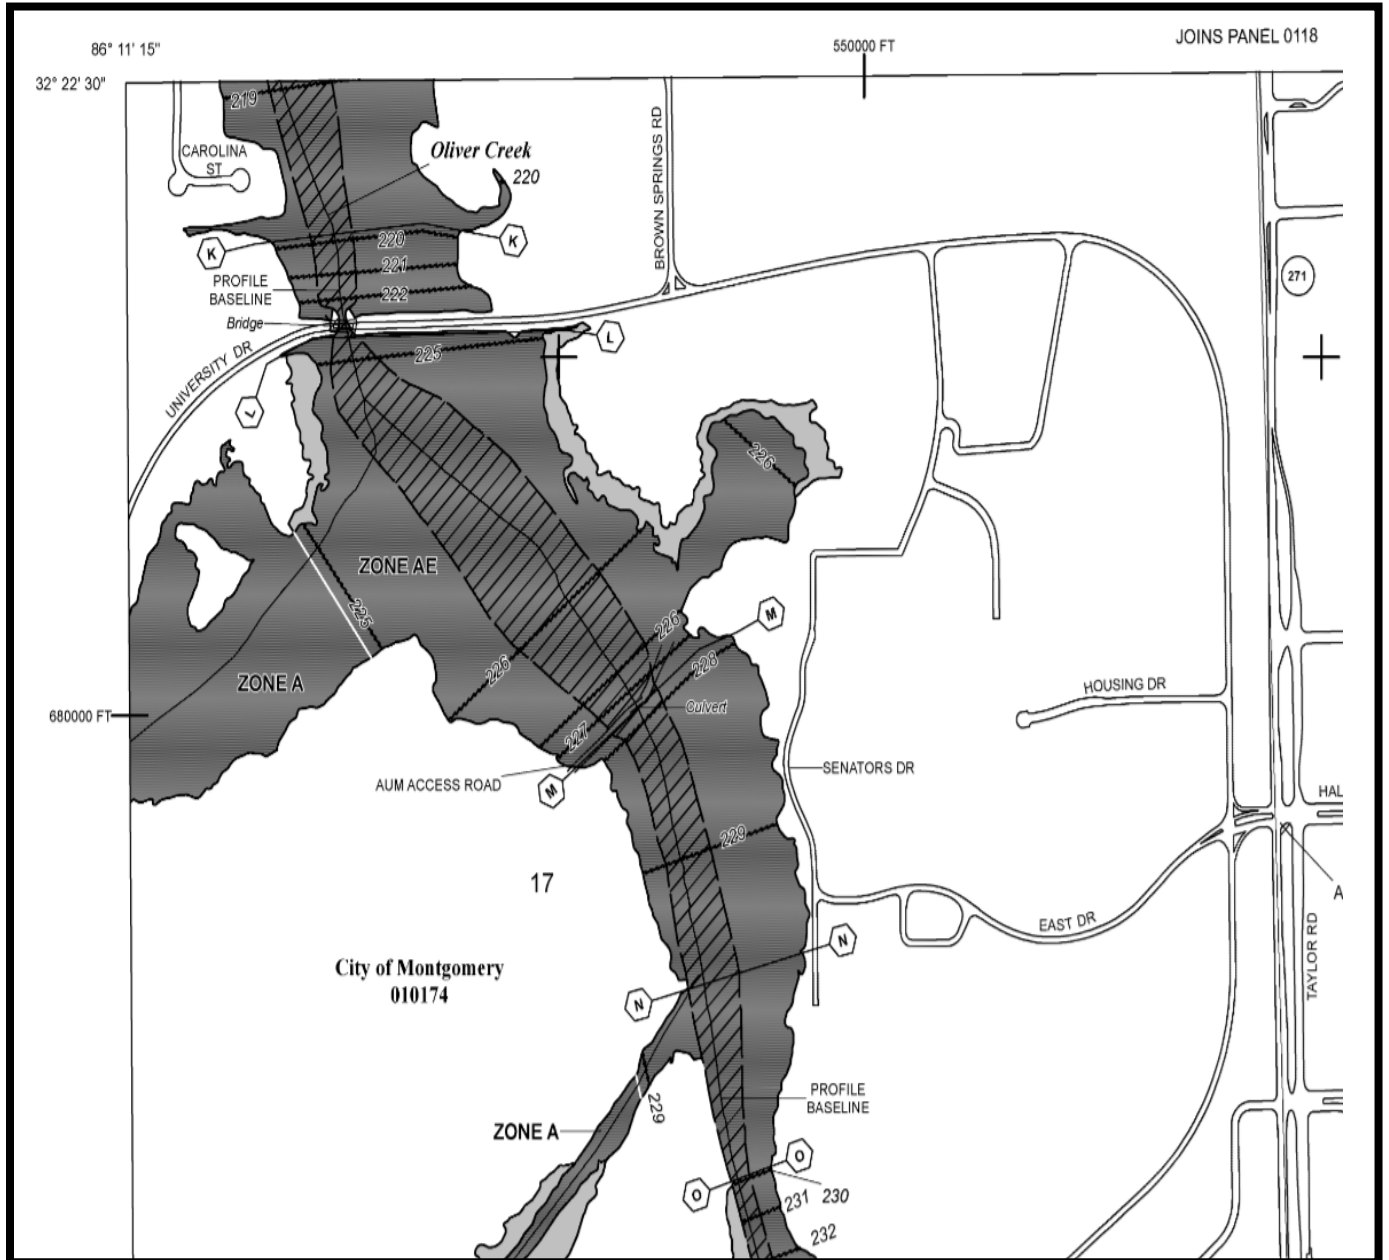 JOINS PANEL 0118
86° 11' 15"
550000 FT
32° 22' 30"
219
CAROLINA
ST
Oliver Creek
220
BROWN SPRINGS RD
K
K
220
221
222
PROFILE
BASELINE
Bridge
271
L
225
UNIVERSITY DR
L
226
ZONE AE
225
M
226
228
226
ZONE A
HOUSING DR
680000 FT
Culvert
227
SENATORS DR
AUM ACCESS ROAD
M
HAL
229
17
A
EAST DR
TAYLOR RD
N
City of Montgomery
010174
N
PROFILE
BASELINE
229
ZONE A
O
O
231
230
232